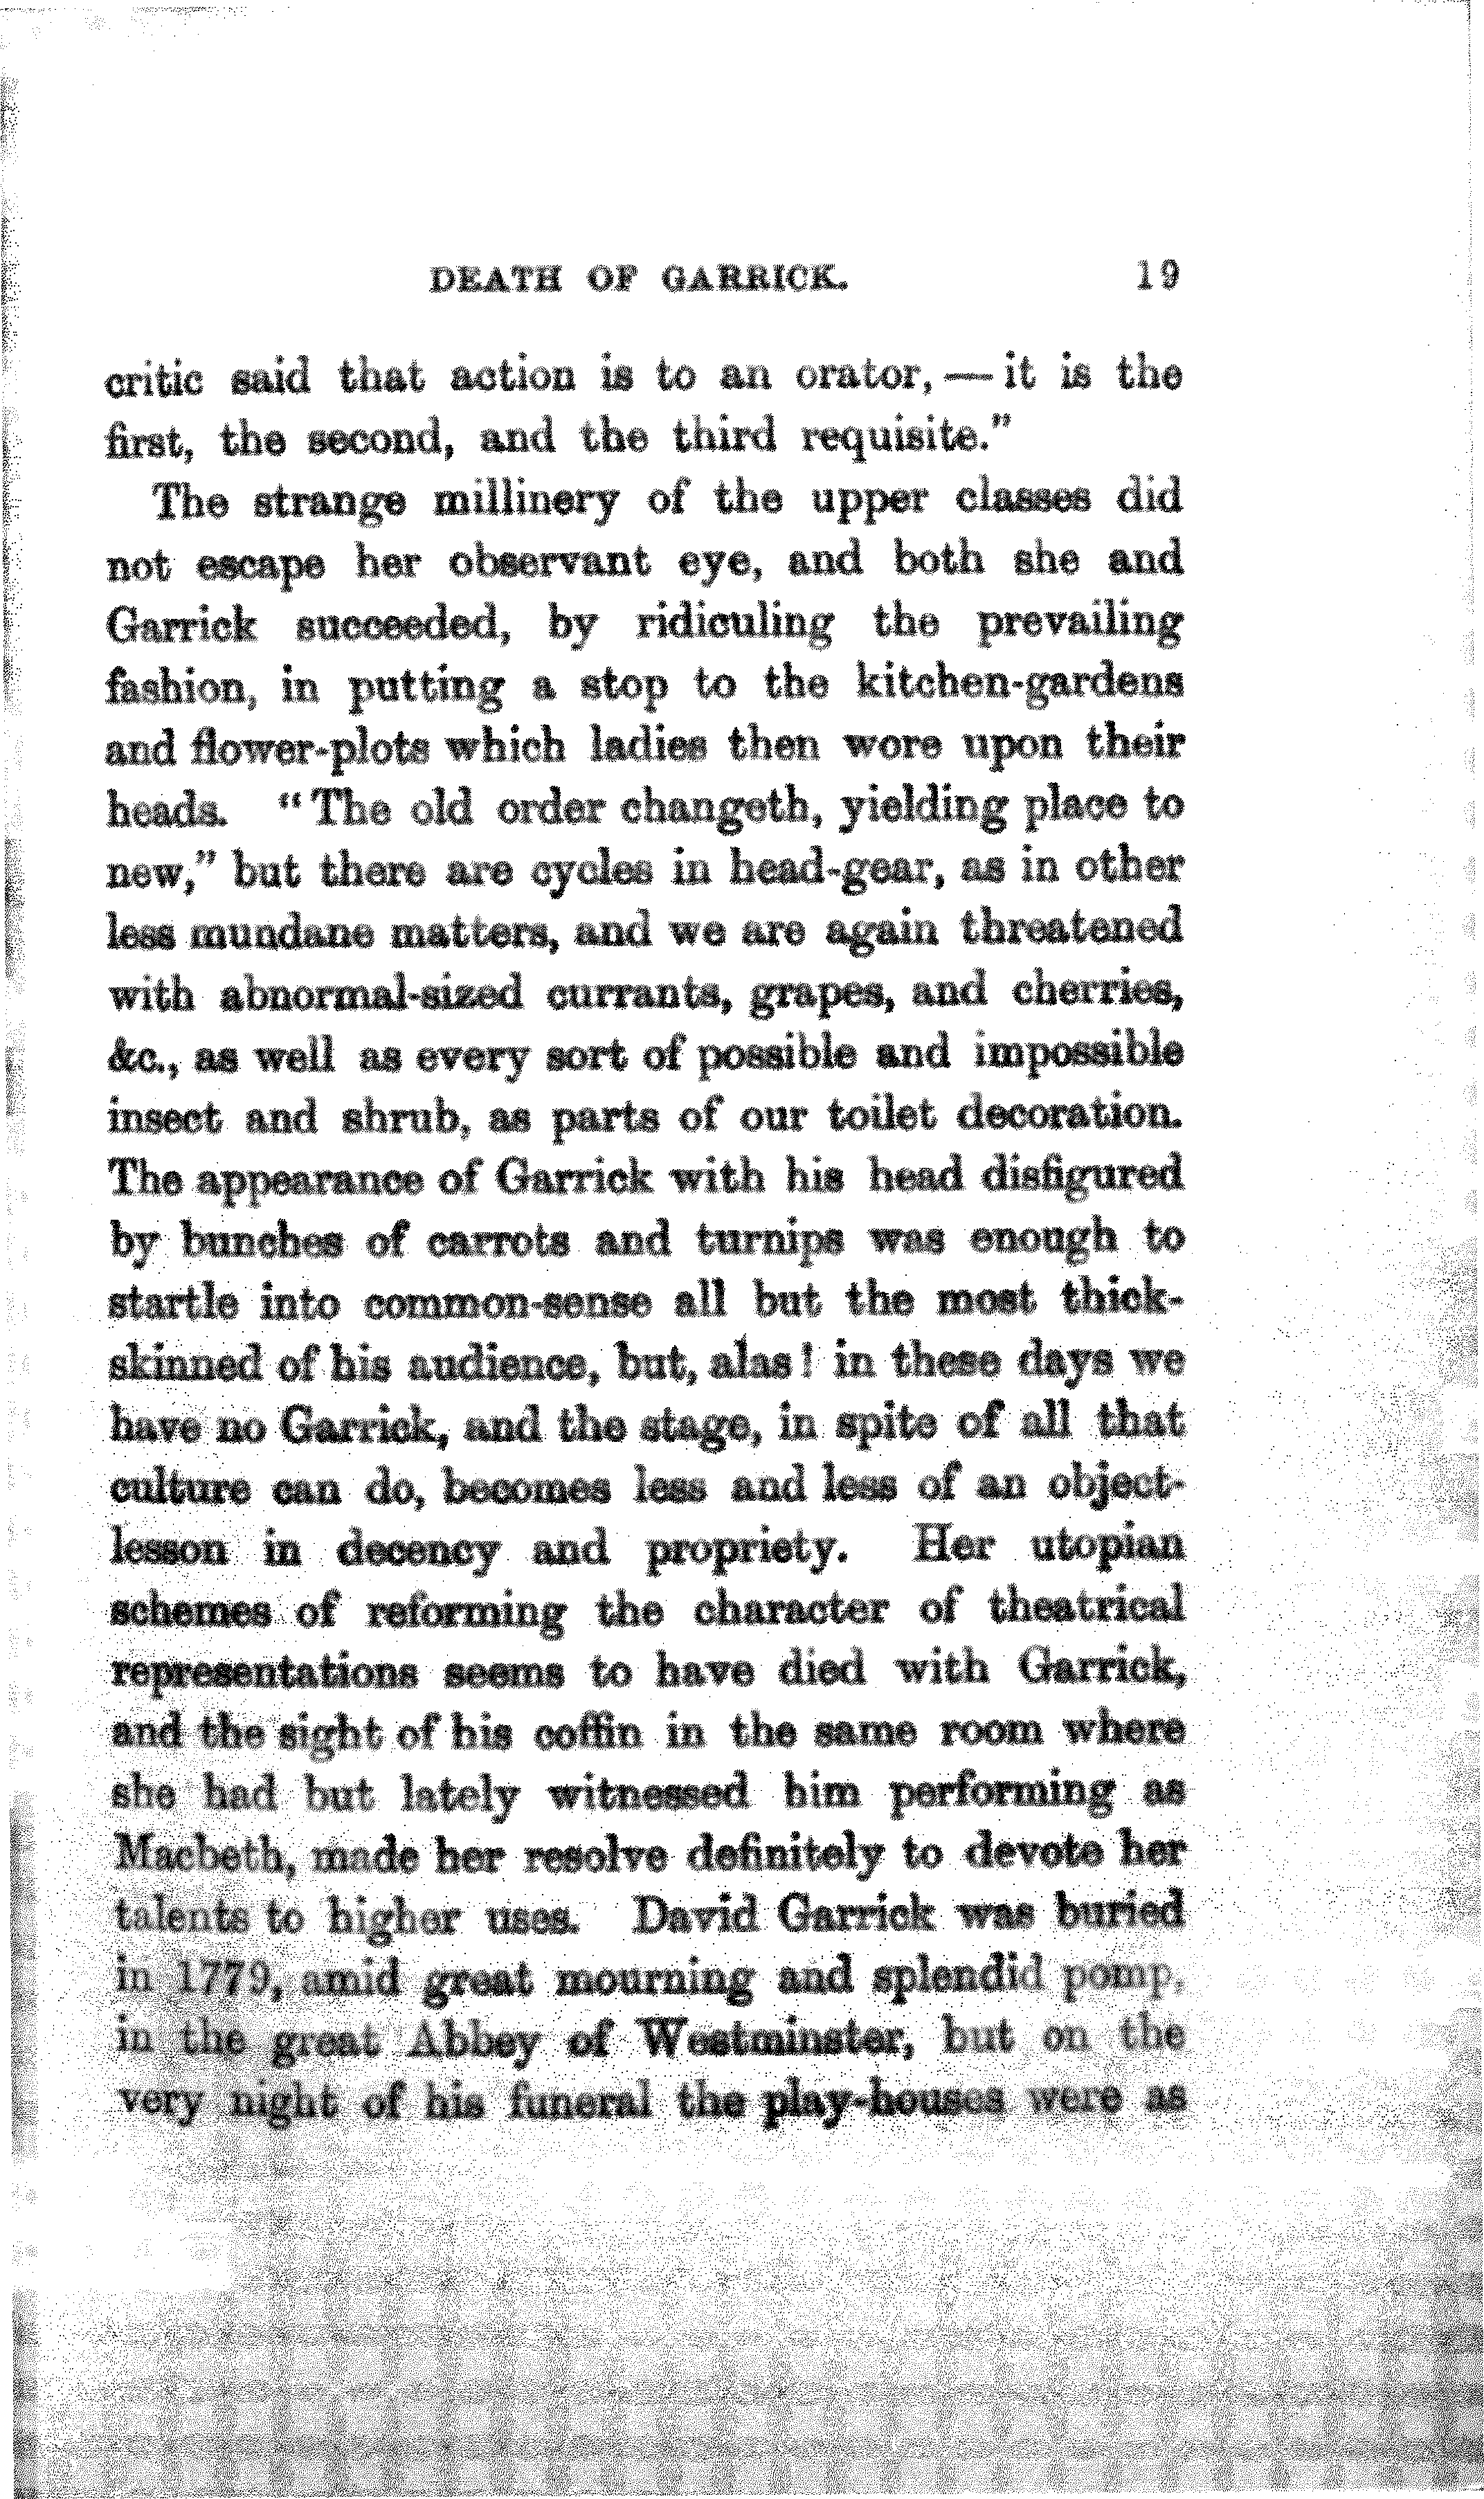 DEATH OF GARRICK. 19
critic said that action is to an orator,—it is the
first, the second, and the third requisite.”
The strange millinery of the upper classes did
not escape her observant eye, and both she and
Garrick succeeded, by ridiculing the prevailing
fashion, in putting a stop to the kitchen-gardens
and flower-plots which ladies then wore upon their
heads. “The old order changeth, yielding place to
new,” but there are cycles in head-gear, as in other
less mundane matters, and we are again threatened
with abnormal-sized currants, grapes, and cherries,
&c., as well as every sort of possible and impossible
insect and shrub, as parts of our toilet decoration.
The appearance of Garrick with his head disfigured
by bunches of carrots and turnips was enough to
startle into common-sense all but the most thick-
skinned of his audience, but, alas! in these days we
have no Garrick, and the stage, in spite of all that
culture can do, becomes less and less of an object-
lesson in decency and propriety. Her utopian
schemes of reforming the character of theatrical
representations seems to have died with Garrick,
and the sight of his coffin in the same room where
she had but lately witnessed him performing as
Macbeth, made her resolve definitely to devote her
talents to higher uses. David Garrick was buried
in 1779, amid great mourning and splendid pomp,
in the great Abbey of Westminster, but on the
very night of his funeral the play-houses were as